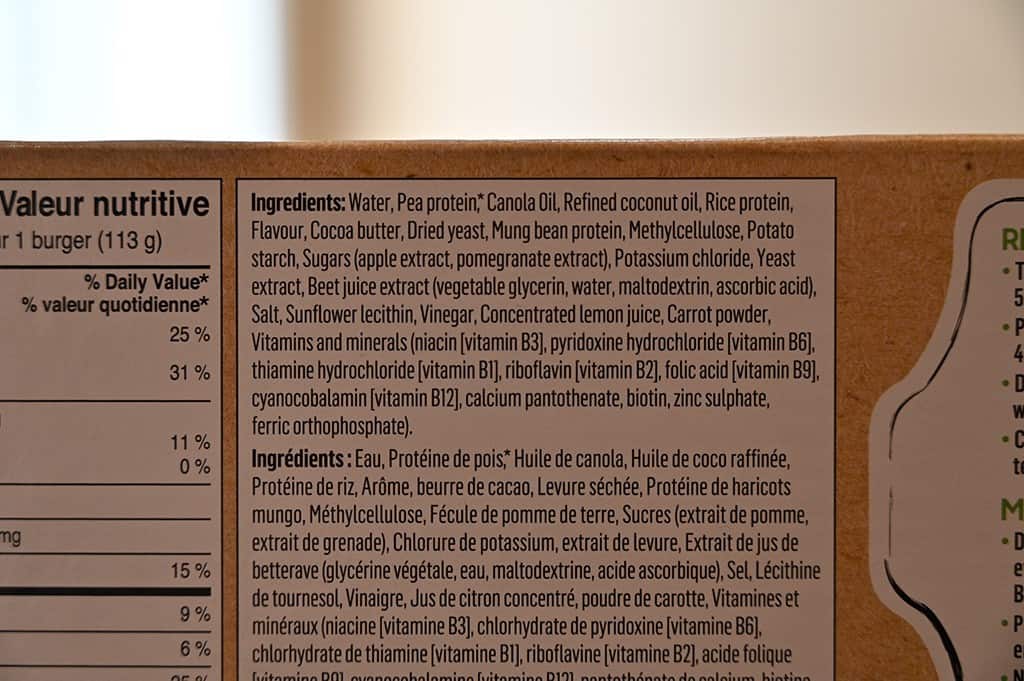 Valeur nutritive
r 1 burger (113 g)
% Daily Value*
% valeur quotidienne*
25 %
31 %
11 %
0 %
mg
15 %
9 %
6 %
Ingredients: Water, Pea protein,* Canola Oil, Refined coconut oil, Rice protein,
Flavour, Cocoa butter, Dried yeast, Mung bean protein, Methylcellulose, Potato
starch, Sugars (apple extract, pomegranate extract), Potassium chloride, Yeast
extract, Beet juice extract (vegetable glycerin, water, maltodextrin, ascorbic acid),
Salt, Sunflower lecithin, Vinegar, Concentrated lemon juice, Carrot powder,
Vitamins and minerals (niacin [vitamin B3], pyridoxine hydrochloride [vitamin B6],
thiamine hydrochloride [vitamin B1], riboflavin [vitamin B2], folic acid [vitamin B9],
cyanocobalamin [vitamin B12], calcium pantothenate, biotin, zinc sulphate,
ferric orthophosphate).
Ingrédients : Eau, Protéine de pois,* Huile de canola, Huile de coco raffinée,
Protéine de riz, Arôme, beurre de cacao, Levure séchée, Protéine de haricots
mungo, Méthylcellulose, Fécule de pomme de terre, Sucres (extrait de pomme,
extrait de grenade), Chlorure de potassium, extrait de levure, Extrait de jus de
betterave (glycérine végétale, eau, maltodextrine, acide ascorbique), Sel, Lécithine
de tournesol, Vinaigre, Jus de citron concentré, poudre de carotte, Vitamines et
minéraux (niacine [vitamine B3], chlorhydrate de pyridoxine [vitamine B6],
chlorhydrate de thiamine [vitamine B1], riboflavine [vitamine B2], acide folique
[vitamine B9], cyanocobalamine [vitamine B12], pantothénate de calcium, biotine